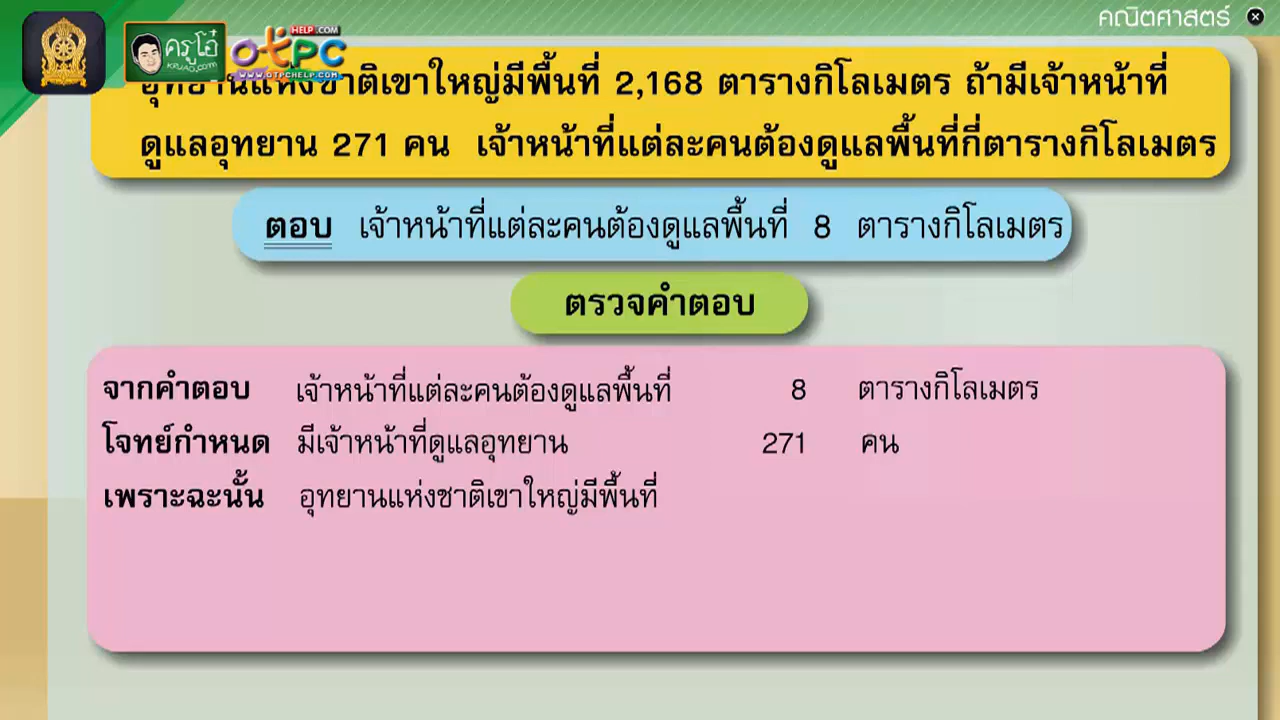 คณิตศาสตร์
ครูโอ๋
KRUAO.com
HELP.COM
OTPC
WWW.OTPCHELP.COM
อุทยานแห่งชาติเขาใหญ่มีพื้นที่ 2,168 ตารางกิโลเมตร ถ้ามีเจ้าหน้าที่
ดูแลอุทยาน 271 คน เจ้าหน้าที่แต่ละคนต้องดูแลพื้นที่กี่ตารางกิโลเมตร
ตอบ เจ้าหน้าที่แต่ละคนต้องดูแลพื้นที่ 8 ตารางกิโลเมตร
ตรวจคำตอบ
จากคำตอบ เจ้าหน้าที่แต่ละคนต้องดูแลพื้นที่ 8 ตารางกิโลเมตร
โจทย์กำหนด มีเจ้าหน้าที่ดูแลอุทยาน 271 คน
เพราะฉะนั้น อุทยานแห่งชาติเขาใหญ่มีพื้นที่